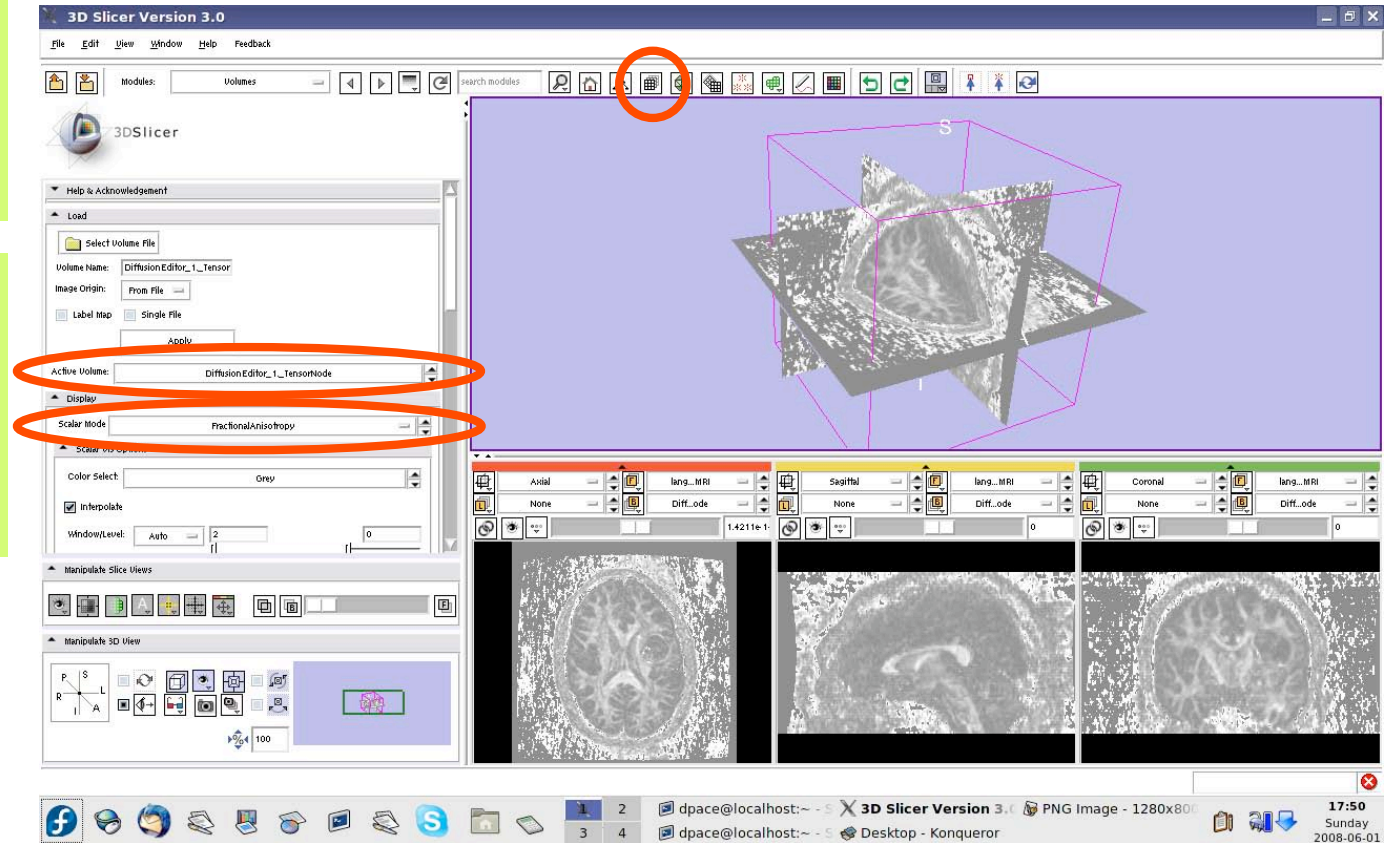 3D Slicer Version 3.0
File Edit View Window Help Feedback
Modules: Volumes search modules
3DSlicer
Help & Acknowledgement
Load
Select Volume File
Volume Name: DiffusionEditor_1._Tensor
Image Origin: From File
Label Map Single File
Apply
Active Volume: DiffusionEditor_1._TensorNode
Display
Scalar Mode FractionalAnisotropy
Color Select: Grey
Interpolate
Window/Level: Auto 2 0
Manipulate Slice Views
Manipulate 3D View
P S
R L
I A
100
S
I
Axial lang...MRI
None Diff...ode
Sagittal lang...MRI
None Diff...ode
0
Coronal lang...MRI
None Diff...ode
0
1 2
3 4
dpace@localhost:~ - S
dpace@localhost:~ - S
3D Slicer Version 3.
Desktop - Konqueror
PNG Image - 1280x800
17:50
Sunday
2008-06-01